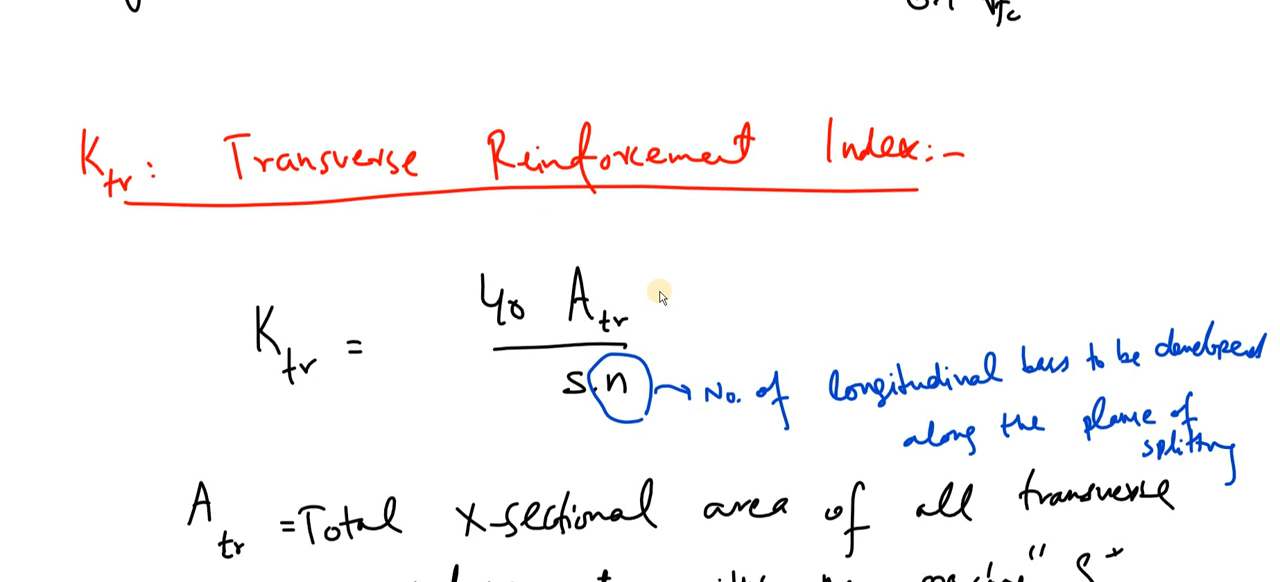 √f'c
Ktr : Transverse Reinforcement Index:-
Ktr = 40 Atr / s.n → No. of longitudinal bars to be developed
along the plane of
splitting
Atr = Total x-sectional area of all transverse